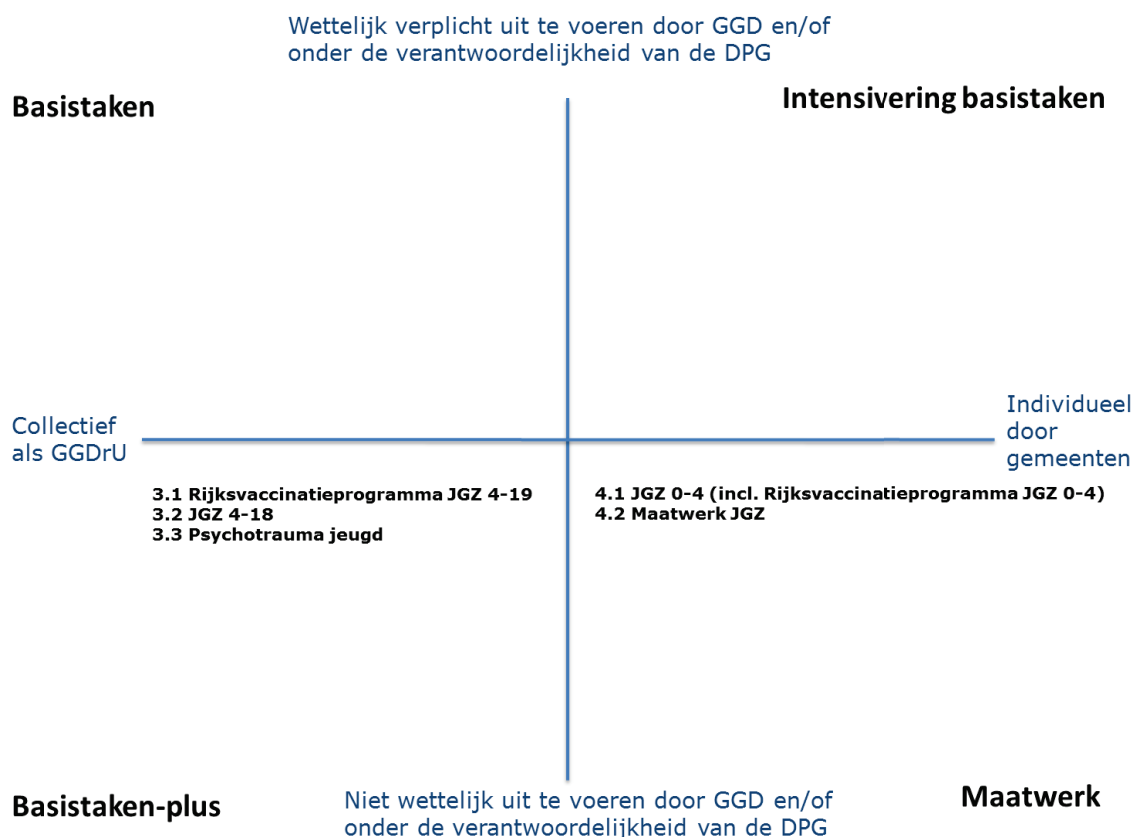 Wettelijk verplicht uit te voeren door GGD en/of
onder de verantwoordelijkheid van de DPG
Basistaken
Intensivering basistaken
Collectief
als GGDrU
Individueel
door
gemeenten
3.1 Rijksvaccinatieprogramma JGZ 4-19
3.2 JGZ 4-18
3.3 Psychotrauma jeugd
4.1 JGZ 0-4 (incl. Rijksvaccinatieprogramma JGZ 0-4)
4.2 Maatwerk JGZ
Basistaken-plus
Niet wettelijk uit te voeren door GGD en/of
onder de verantwoordelijkheid van de DPG
Maatwerk